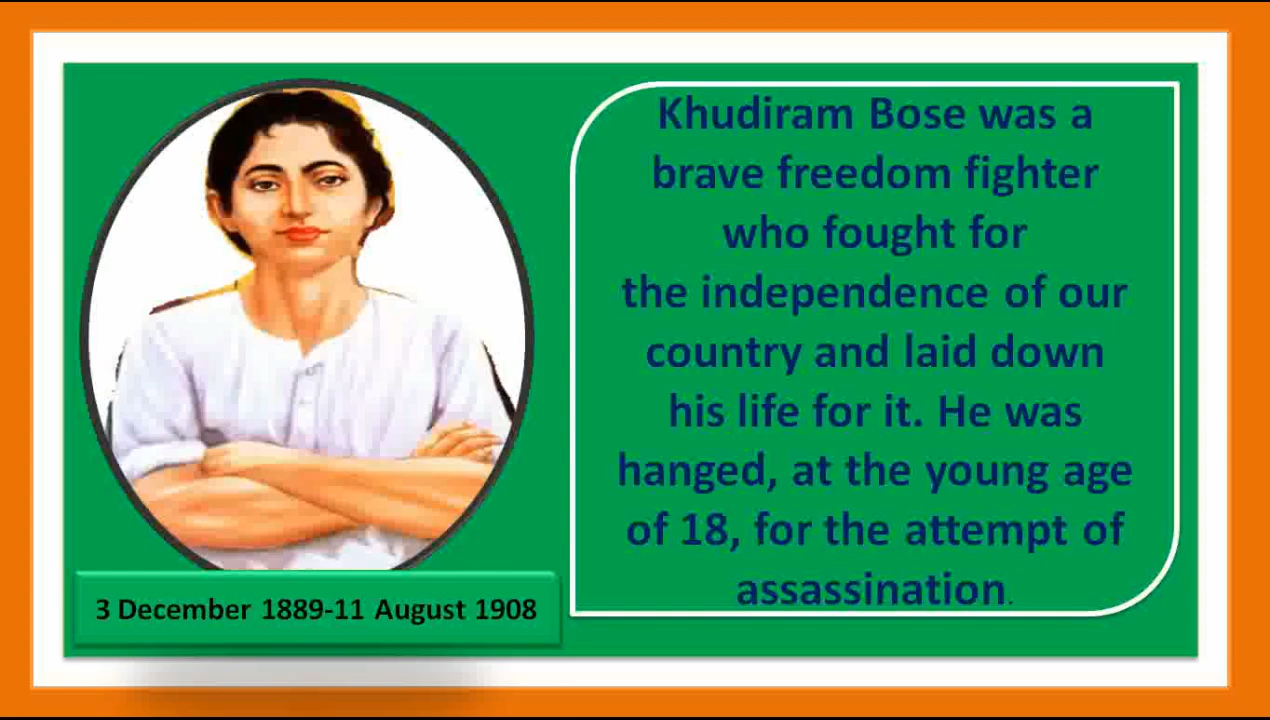 Khudiram Bose was a
brave freedom fighter
who fought for
the independence of our
country and laid down
his life for it. He was
hanged, at the young age
of 18, for the attempt of
assassination.
3 December 1889-11 August 1908